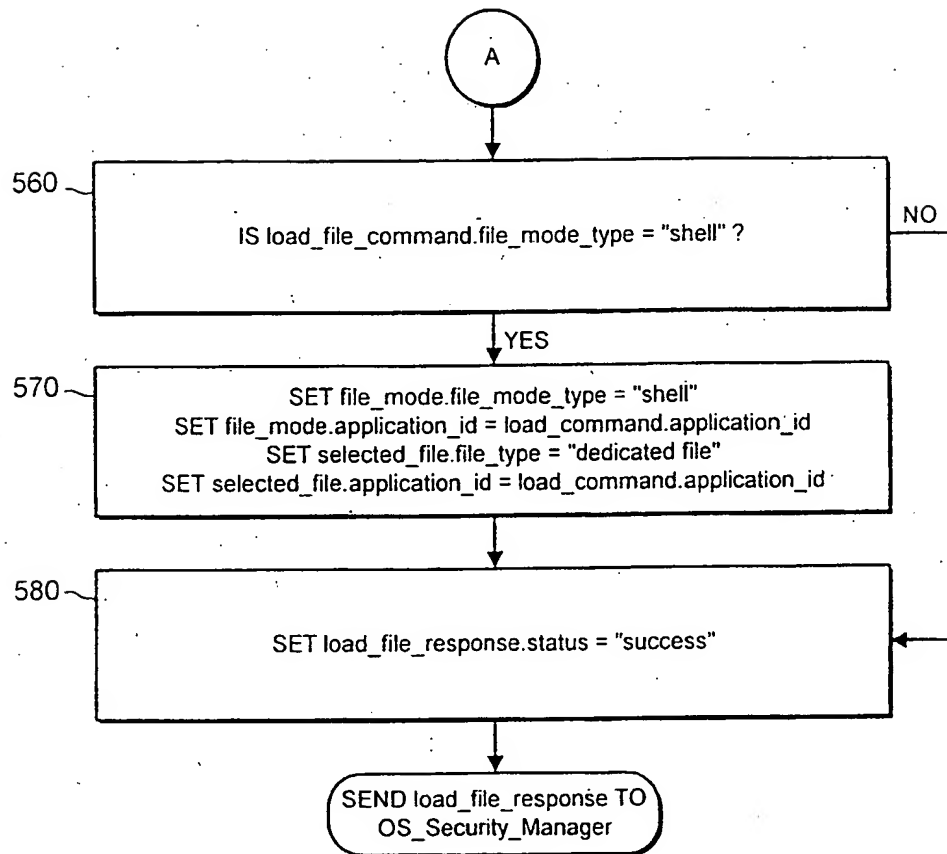 A
560
IS load_file_command.file_mode_type = "shell" ?
NO
YES
570
SET file_mode.file_mode_type = "shell"
SET file_mode.application_id = load_command.application_id
SET selected_file.file_type = "dedicated file"
SET selected_file.application_id = load_command.application_id
580
SET load_file_response.status = "success"
SEND load_file_response TO
OS_Security_Manager